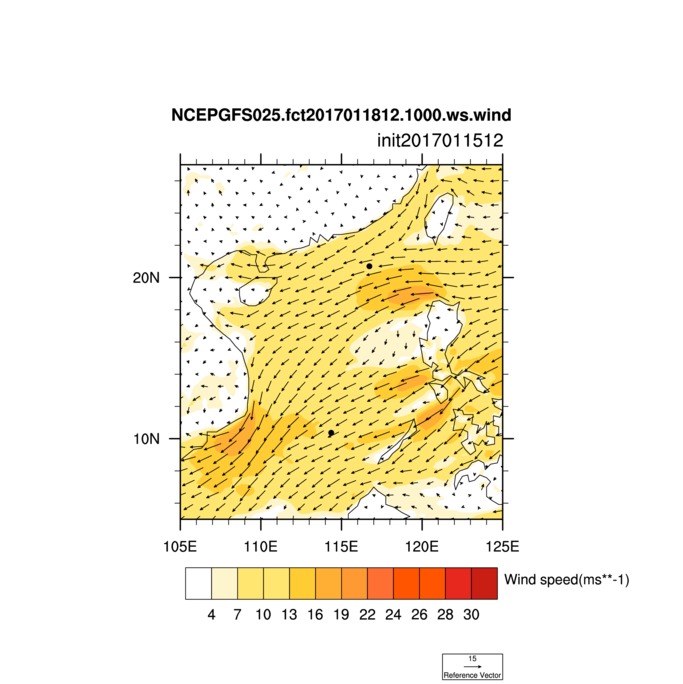 NCEPGFS025.fct2017011812.1000.ws.wind
init2017011512
20N
10N
105E 110E 115E 120E 125E
Wind speed(ms**-1)
4 7 10 13 16 19 22 24 26 28 30
15
Reference Vector